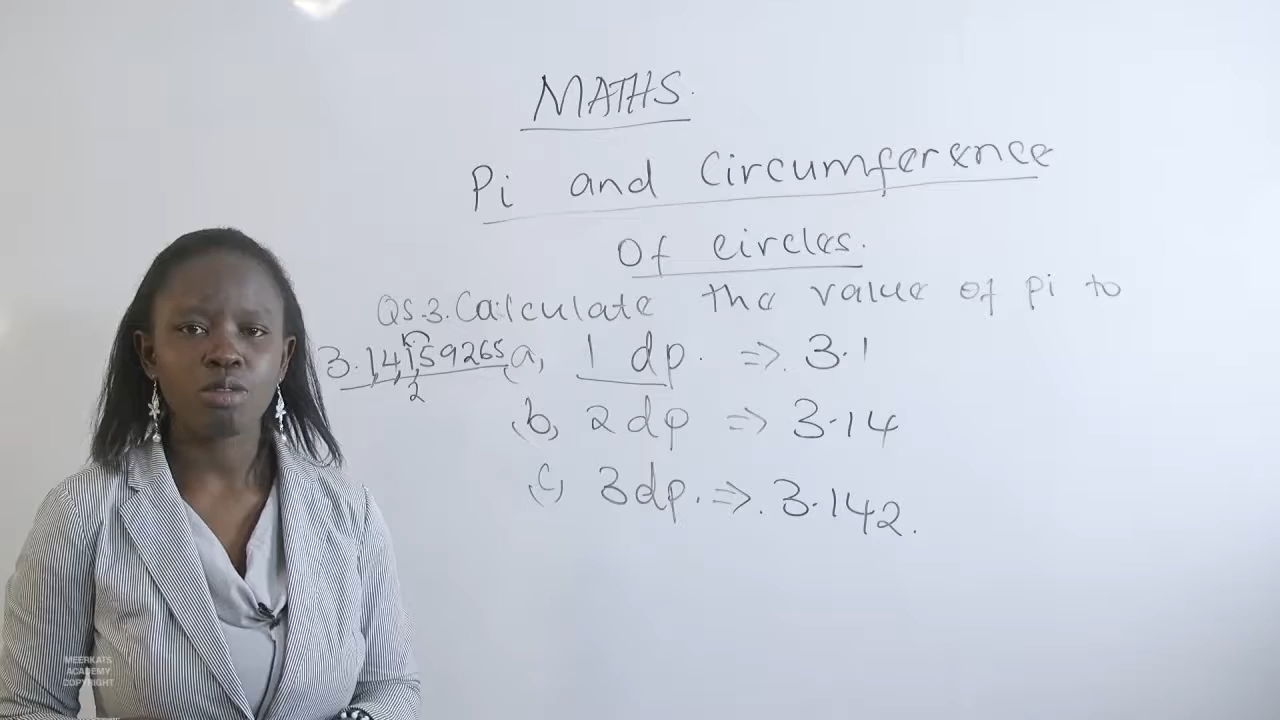 MATHS.
Pi and Circumference
Of circles.
QS.3. Calculate the value of pi to
3.14159265 (a, 1 dp. => 3.1
2
(b, 2dp => 3.14
(c) 3dp. => 3.142.
MEERKATS
ACADEMY
COPYRIGHT